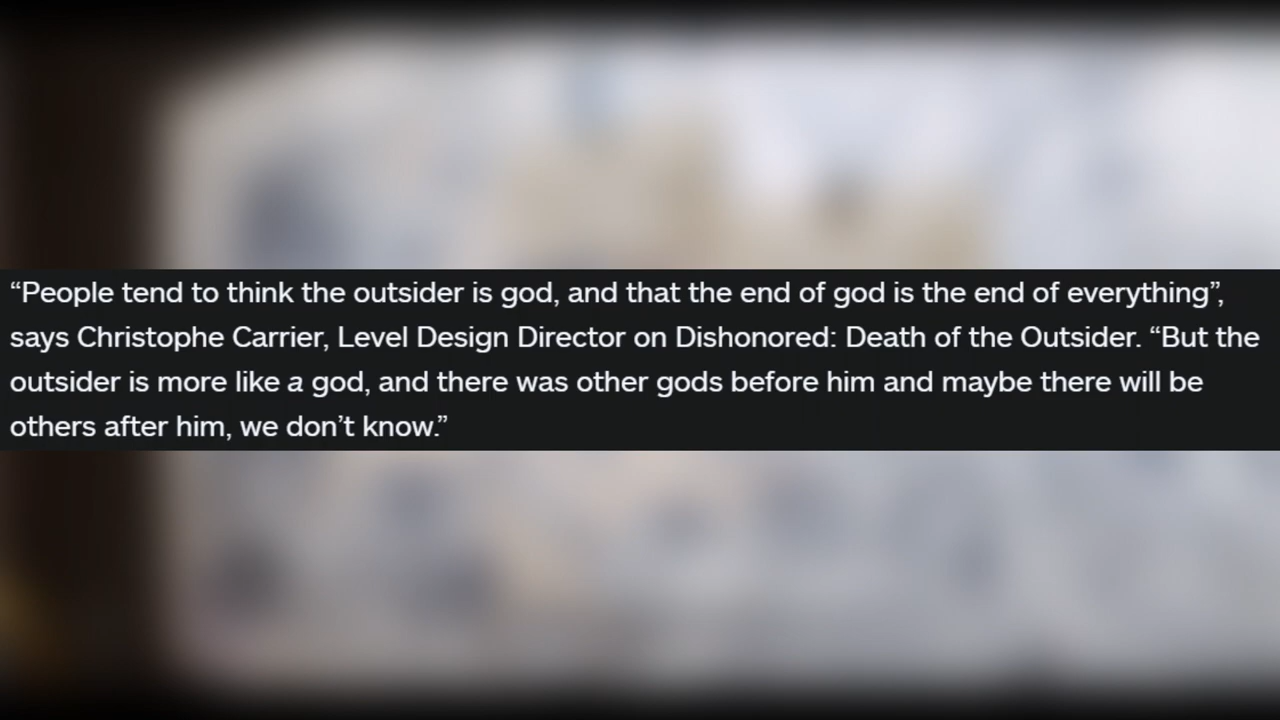 “People tend to think the outsider is god, and that the end of god is the end of everything”,
says Christophe Carrier, Level Design Director on Dishonored: Death of the Outsider. “But the
outsider is more like a god, and there was other gods before him and maybe there will be
others after him, we don’t know.”